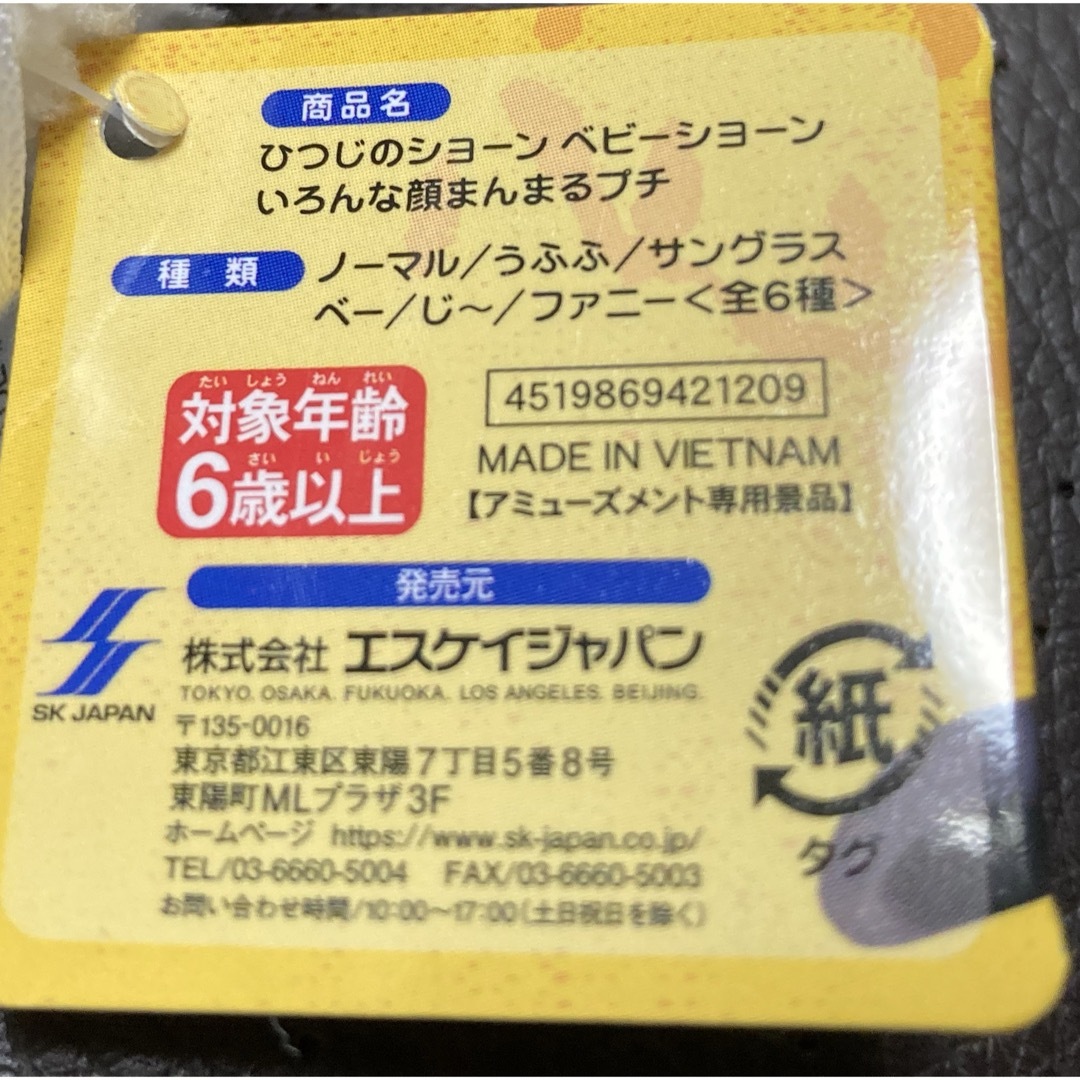 商品名
ひつじのショーン ベビーショーン
いろんな顔まんまるプチ
種類
ノーマル/うふふ/サングラス
べー/じ～/ファニー<全6種>
たいしょうねんれい
対象年齢
さいいじょう
6歳以上
4519869421209
MADE IN VIETNAM
【アミューズメント専用景品】
発売元
SK JAPAN
株式会社 エスケイジャパン
TOKYO. OSAKA. FUKUOKA. LOS ANGELES. BEIJING.
〒135-0016
東京都江東区東陽7丁目5番8号
東陽町MLプラザ3F
ホームページ https://www.sk-japan.co.jp/
TEL/03-6660-5004 FAX/03-6660-5003
お問い合わせ時間/10:00～17:00(土日祝日を除く)
紙
タグ